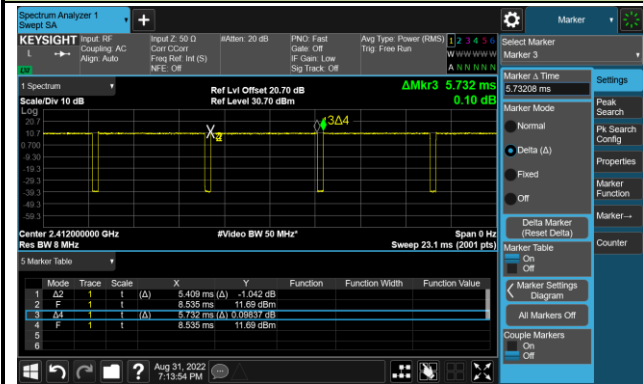 Spectrum Analyzer 1
Swept SA
Marker
KEYSIGHT
L
Input: RF
Coupling: AC
Align: Auto
Input Z: 50 Ω
Corr CCorr
Freq Ref: Int (S)
NFE: Off
#Atten: 20 dB
PNO: Fast
Gate: Off
IF Gain: Low
Sig Track: Off
Avg Type: Power (RMS)
Trig: Free Run
1 2 3 4 5 6
W W W W W W
A N N N N N
Select Marker
Marker 3
Marker Δ Time
5.73208 ms
Settings
Peak
Search
Pk Search
Config
Properties
Marker
Function
Marker→
Counter
Marker Mode
Normal
Delta (Δ)
Fixed
Off
Delta Marker
(Reset Delta)
Marker Table
On
Off
Marker Settings
Diagram
All Markers Off
Couple Markers
On
Off
1 Spectrum
Scale/Div 10 dB
Ref Lvl Offset 20.70 dB
Ref Level 30.70 dBm
ΔMkr3 5.732 ms
0.10 dB
Log
20.7
10.7
0.700
-9.30
-19.3
-29.3
-39.3
-49.3
-59.3
3Δ4
Center 2.412000000 GHz
#Video BW 50 MHz*
Span 0 Hz
Res BW 8 MHz
Sweep 23.1 ms (2001 pts)
5 Marker Table
Mode Trace Scale X Y Function Function Width Function Value
1 Δ2 1 t (Δ) 5.409 ms (Δ) -1.042 dB
2 F 1 t 8.535 ms 11.69 dBm
3 Δ4 1 t (Δ) 5.732 ms (Δ) 0.09837 dB
4 F 1 t 8.535 ms 11.69 dBm
5
6
Aug 31, 2022
7:13:54 PM